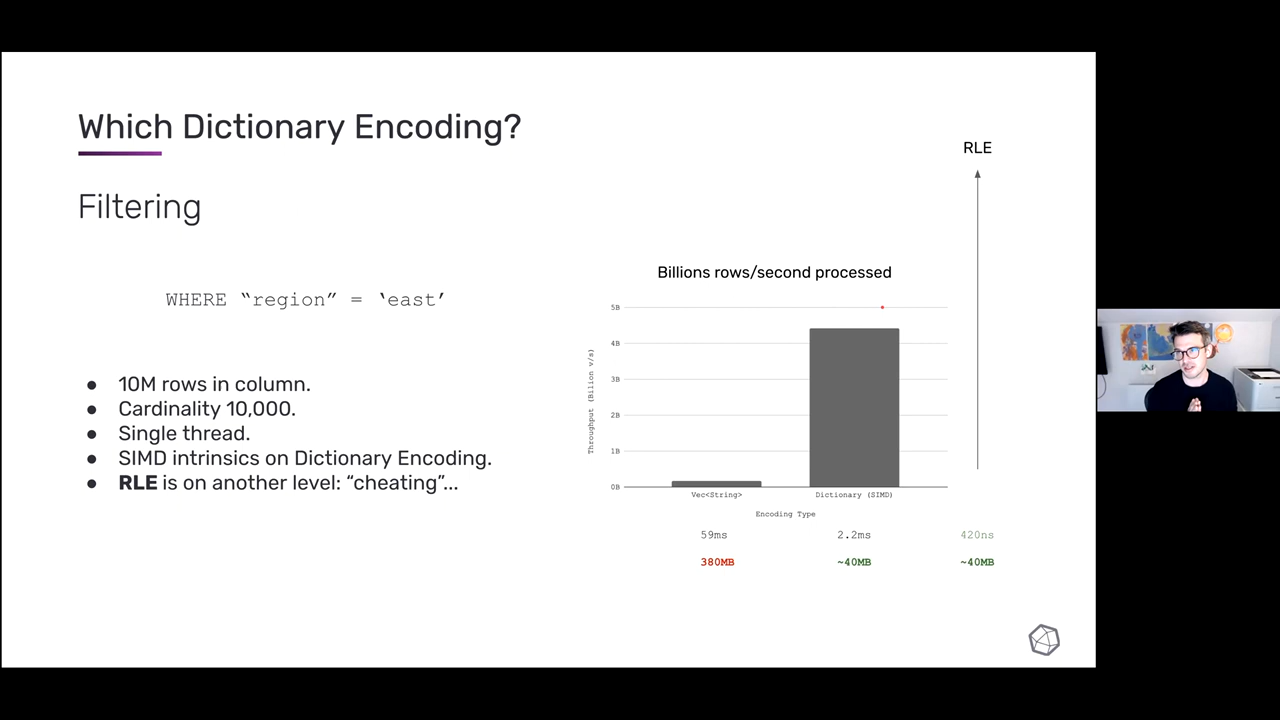 Which Dictionary Encoding?
Filtering
WHERE “region” = ‘east’
● 10M rows in column.
● Cardinality 10,000.
● Single thread.
● SIMD intrinsics on Dictionary Encoding.
● RLE is on another level: “cheating”...
RLE
Billions rows/second processed
Throughput (Billion v/s)
5B
4B
3B
2B
1B
0B
Vec<String> Dictionary (SIMD)
Encoding Type
59ms 2.2ms 420ns
380MB ~40MB ~40MB